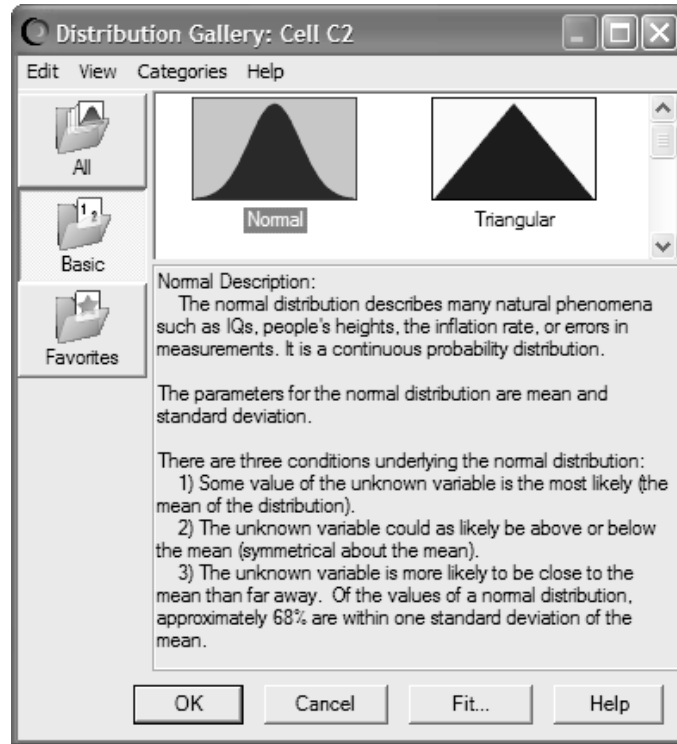 Distribution Gallery: Cell C2
Edit View Categories Help
All
Basic
Favorites
Normal
Triangular
Normal Description:
The normal distribution describes many natural phenomena
such as IQs, people's heights, the inflation rate, or errors in
measurements. It is a continuous probability distribution.
The parameters for the normal distribution are mean and
standard deviation.
There are three conditions underlying the normal distribution:
1) Some value of the unknown variable is the most likely (the
mean of the distribution).
2) The unknown variable could as likely be above or below
the mean (symmetrical about the mean).
3) The unknown variable is more likely to be close to the
mean than far away. Of the values of a normal distribution,
approximately 68% are within one standard deviation of the
mean.
OK Cancel Fit... Help